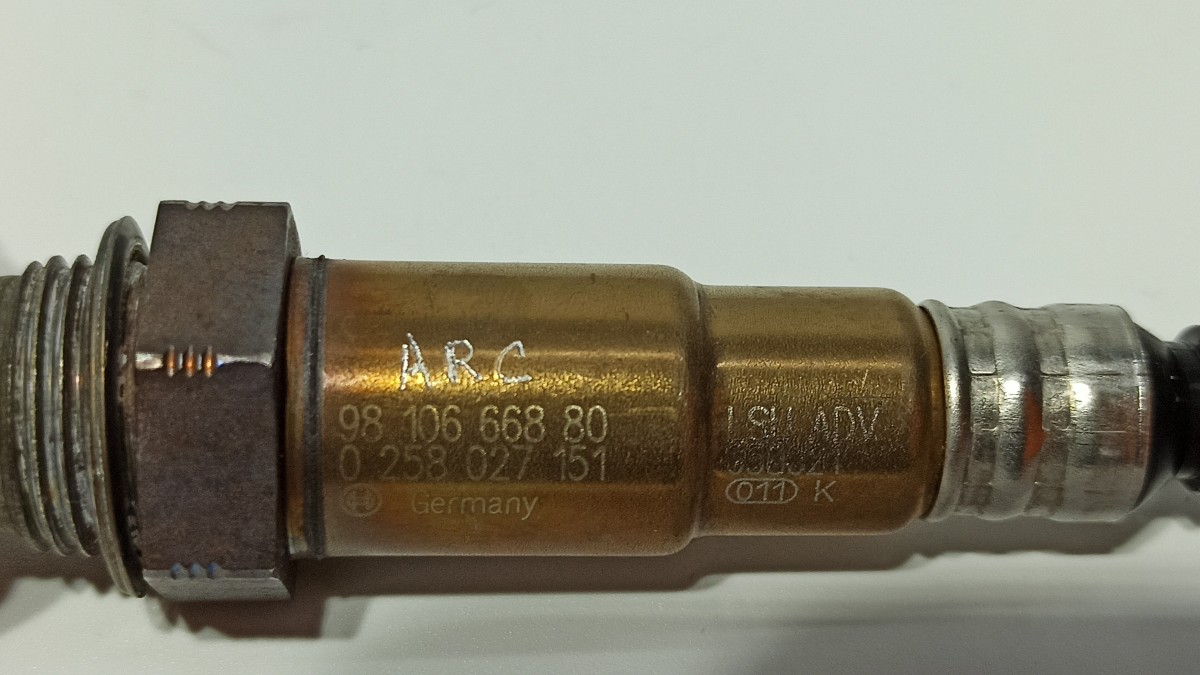 ARC
98 106 668 80
0 258 027 151
Germany
LSU ADV
011 K